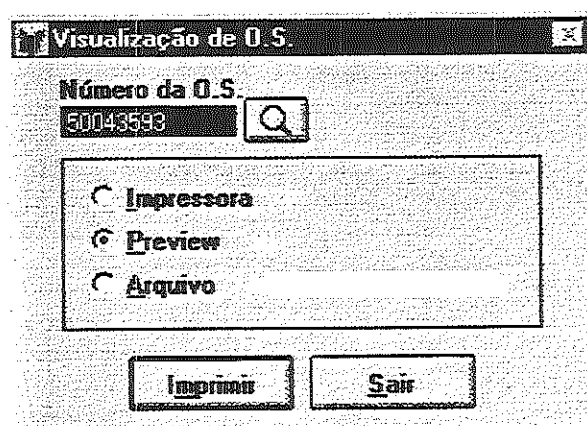 Visualização de O.S.
Número da O.S.
50043593
Impressora
Preview
Arquivo
Imprimir
Sair